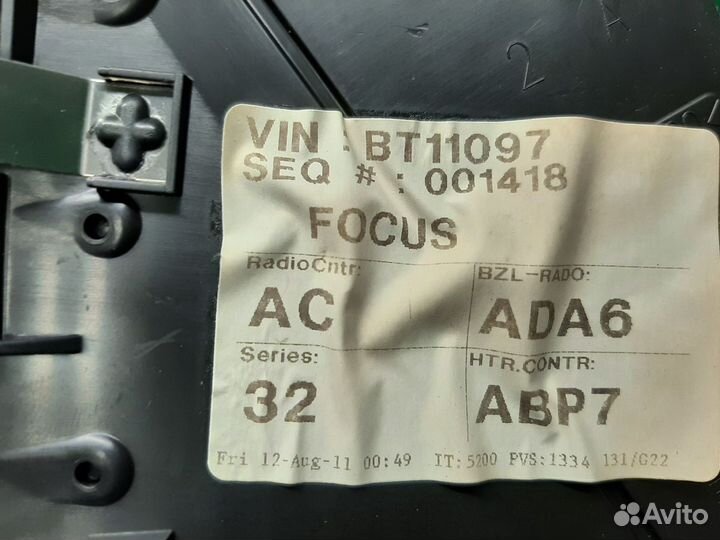 2
VIN : BT11097
SEQ # : 001418
FOCUS
RadioCntr:
AC
BZL-RADO:
ADA6
Series:
32
HTR.CONTR:
ABP7
Fri 12-Aug-11 00:49 IT:5200 PVS:1334 131/G22
Avito